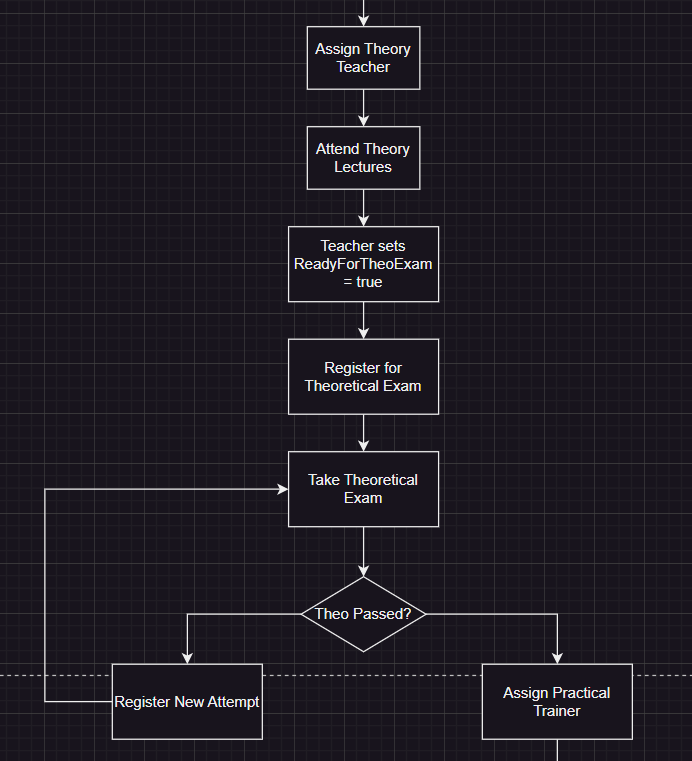 Assign Theory
Teacher
Attend Theory
Lectures
Teacher sets
ReadyForTheoExam
= true
Register for
Theoretical Exam
Take Theoretical
Exam
Theo Passed?
Register New Attempt
Assign Practical
Trainer